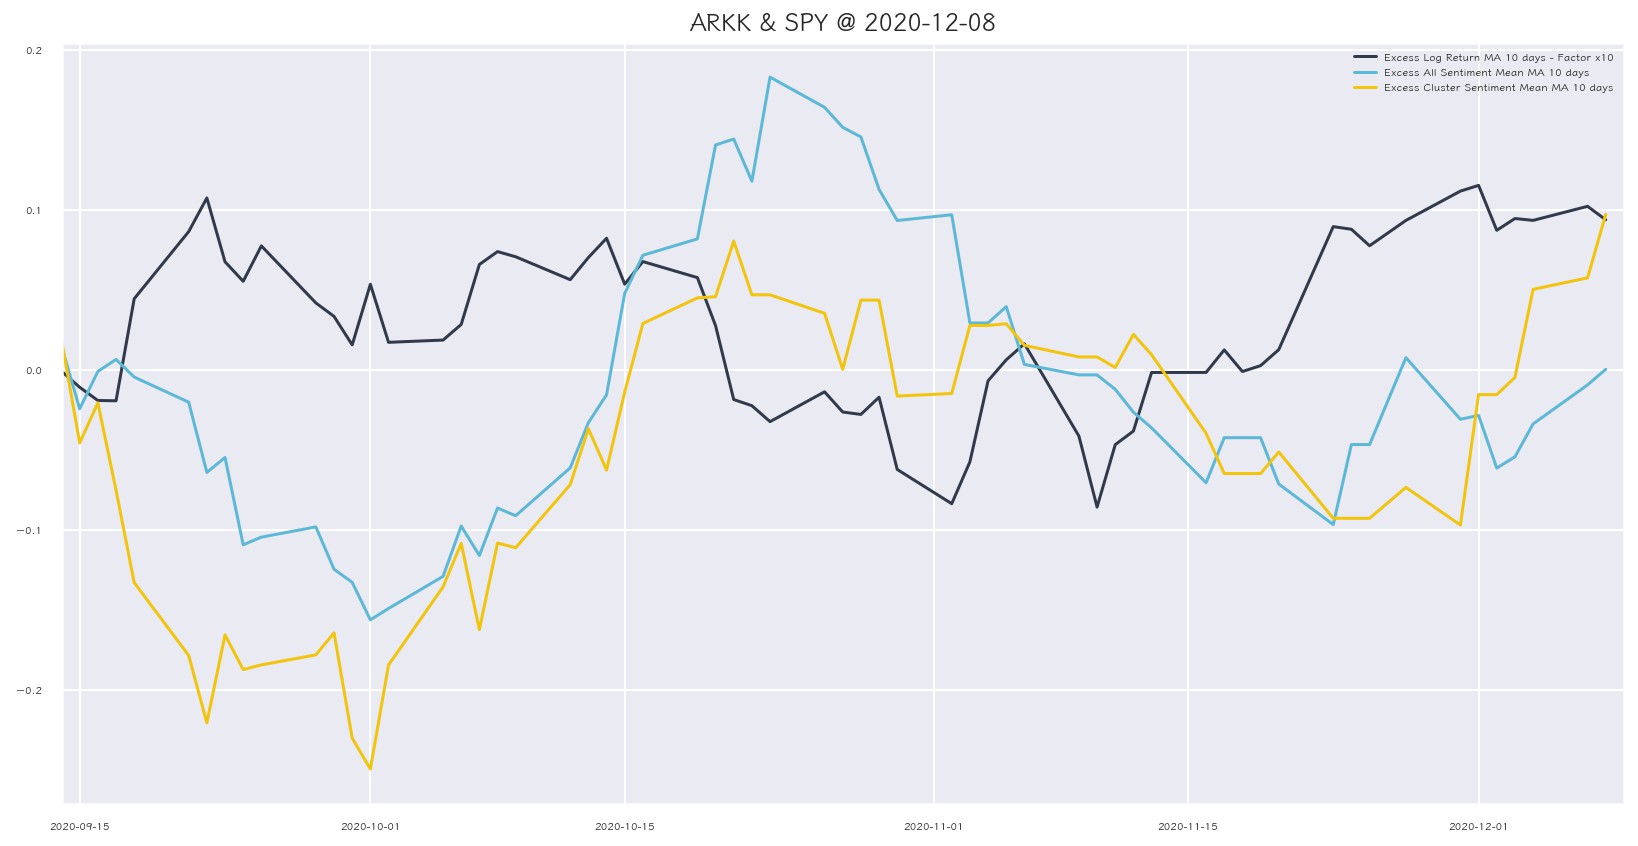 ARKK & SPY @ 2020-12-08
Excess Log Return MA 10 days - Factor x10
Excess All Sentiment Mean MA 10 days
Excess Cluster Sentiment Mean MA 10 days
0.2
0.1
0.0
−0.1
−0.2
2020-09-15 2020-10-01 2020-10-15 2020-11-01 2020-11-15 2020-12-01